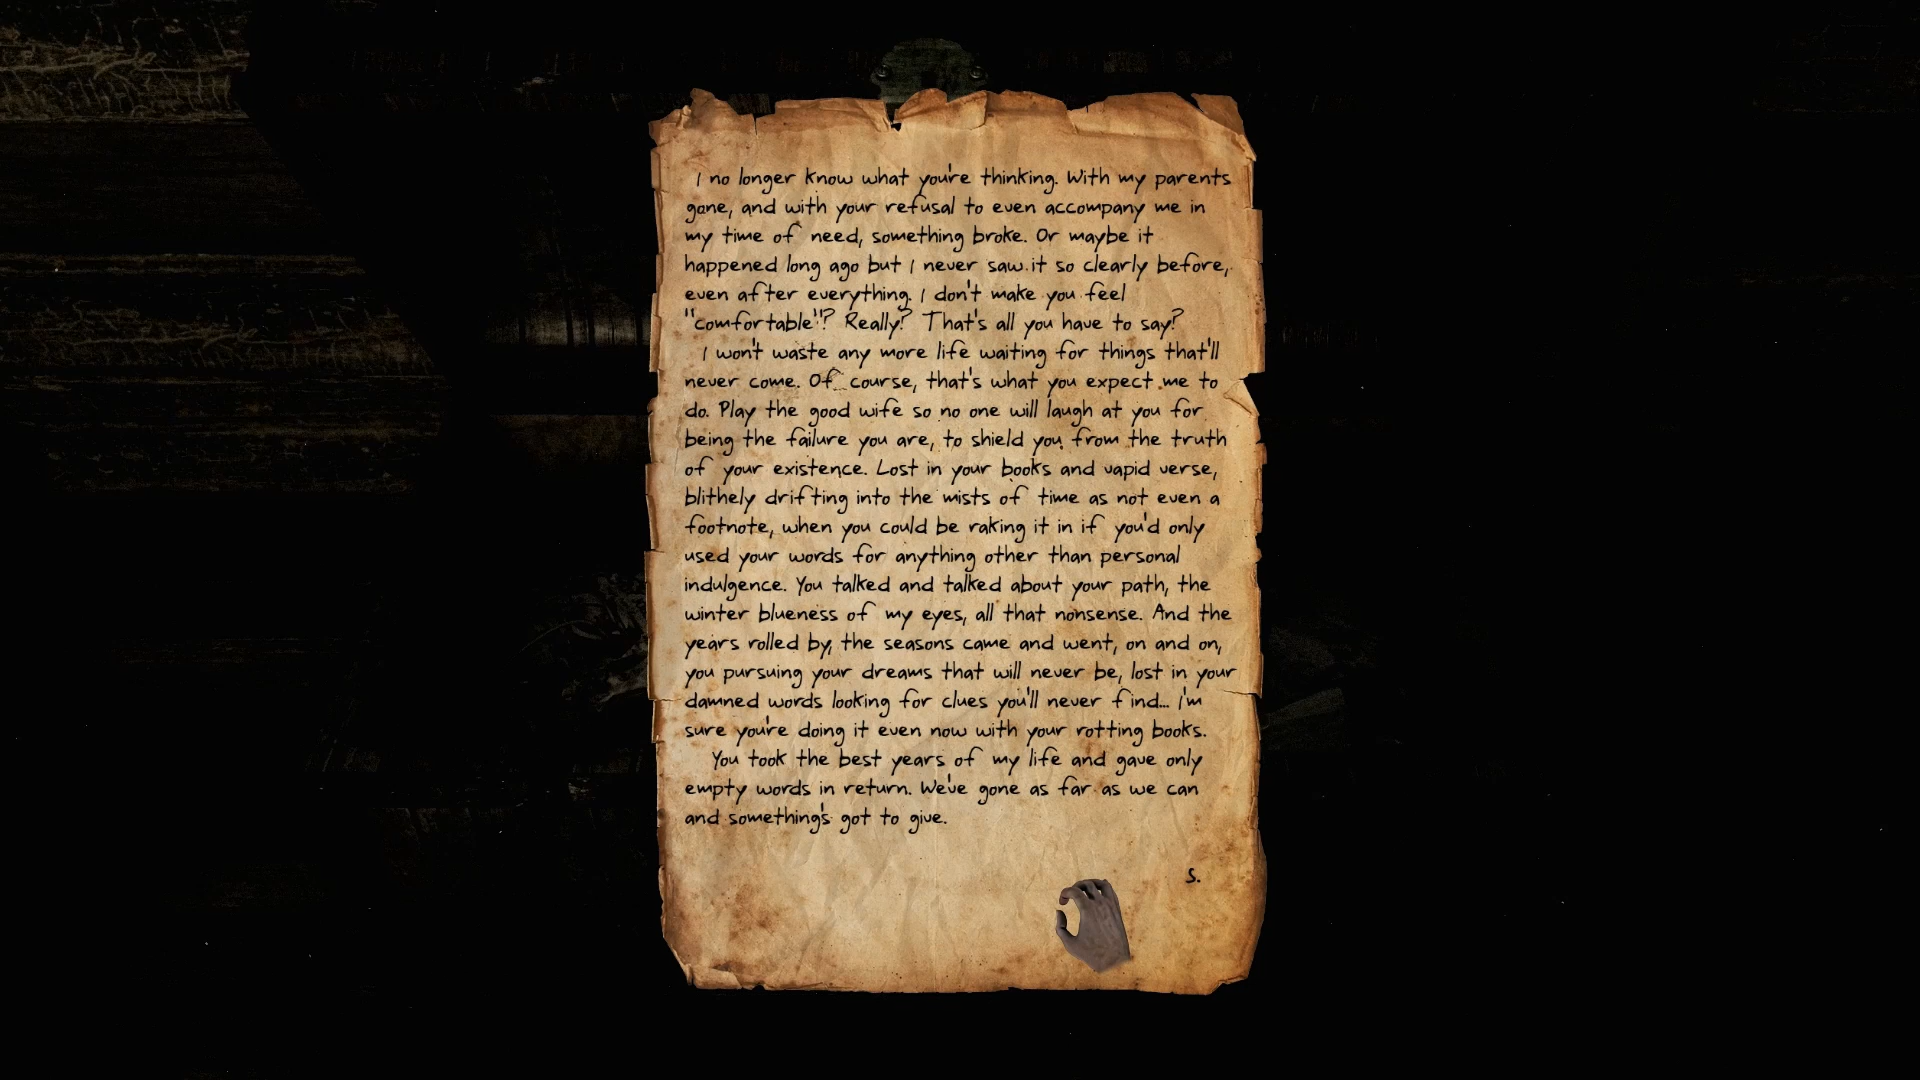 I no longer know what you're thinking. With my parents
gone, and with your refusal to even accompany me in
my time of need, something broke. Or maybe it
happened long ago but I never saw it so clearly before,
even after everything. I don't make you feel
"comfortable"? Really? That's all you have to say?
I won't waste any more life waiting for things that'll
never come. Of course, that's what you expect me to
do. Play the good wife so no one will laugh at you for
being the failure you are, to shield you from the truth
of your existence. Lost in your books and vapid verse,
blithely drifting into the mists of time as not even a
footnote, when you could be raking it in if you'd only
used your words for anything other than personal
indulgence. You talked and talked about your path, the
winter blueness of my eyes, all that nonsense. And the
years rolled by, the seasons came and went, on and on,
you pursuing your dreams that will never be, lost in your
damned words looking for clues you'll never find... I'm
sure you're doing it even now with your rotting books.
You took the best years of my life and gave only
empty words in return. We've gone as far as we can
and something's got to give.
S.